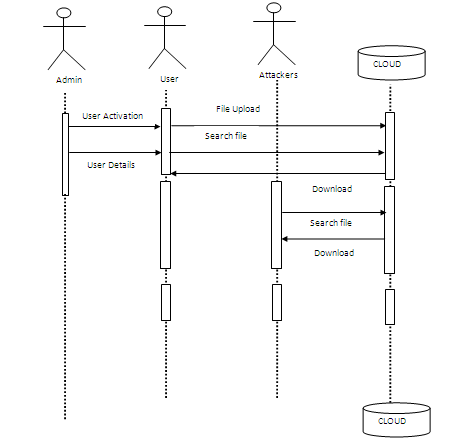 Admin
User
Attackers
CLOUD
User Activation
File Upload
Search file
User Details
Download
Search file
Download
CLOUD